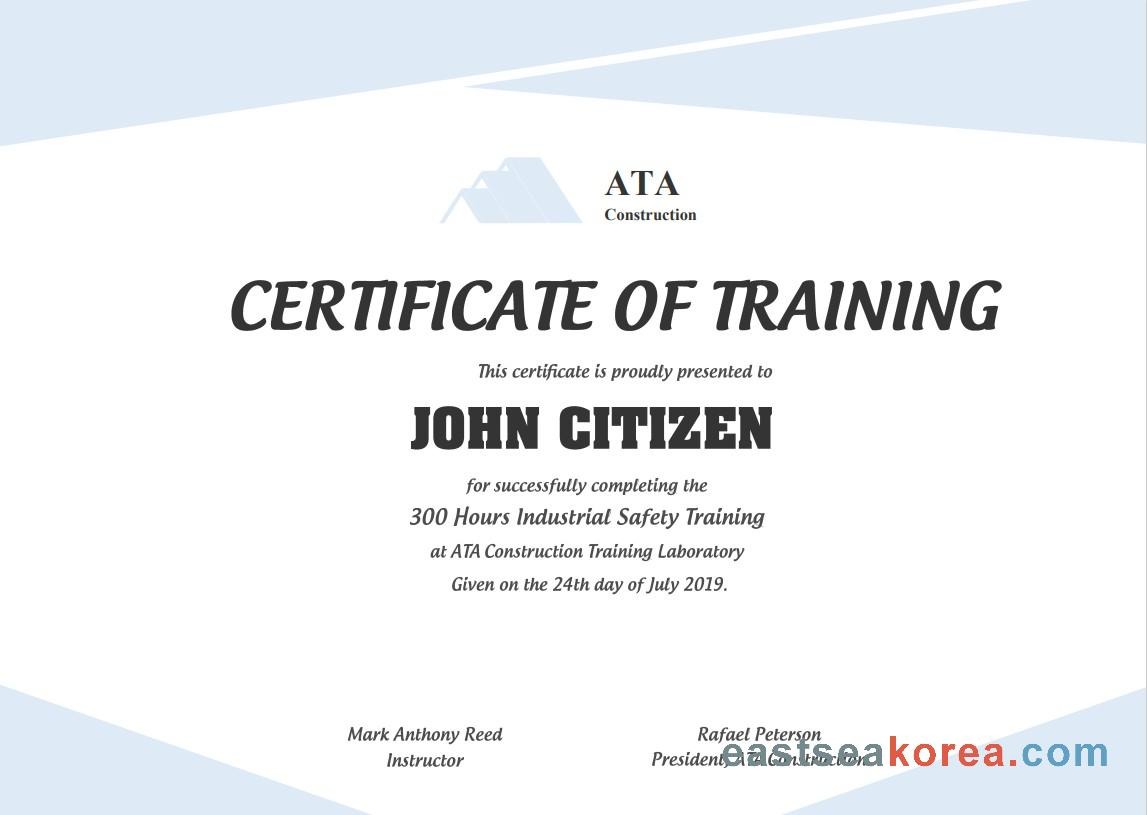 ATA
Construction
CERTIFICATE OF TRAINING
This certificate is proudly presented to
JOHN CITIZEN
for successfully completing the
300 Hours Industrial Safety Training
at ATA Construction Training Laboratory
Given on the 24th day of July 2019.
Mark Anthony Reed
Instructor
Rafael Peterson
President, ATA Construction
eastseakorea.com